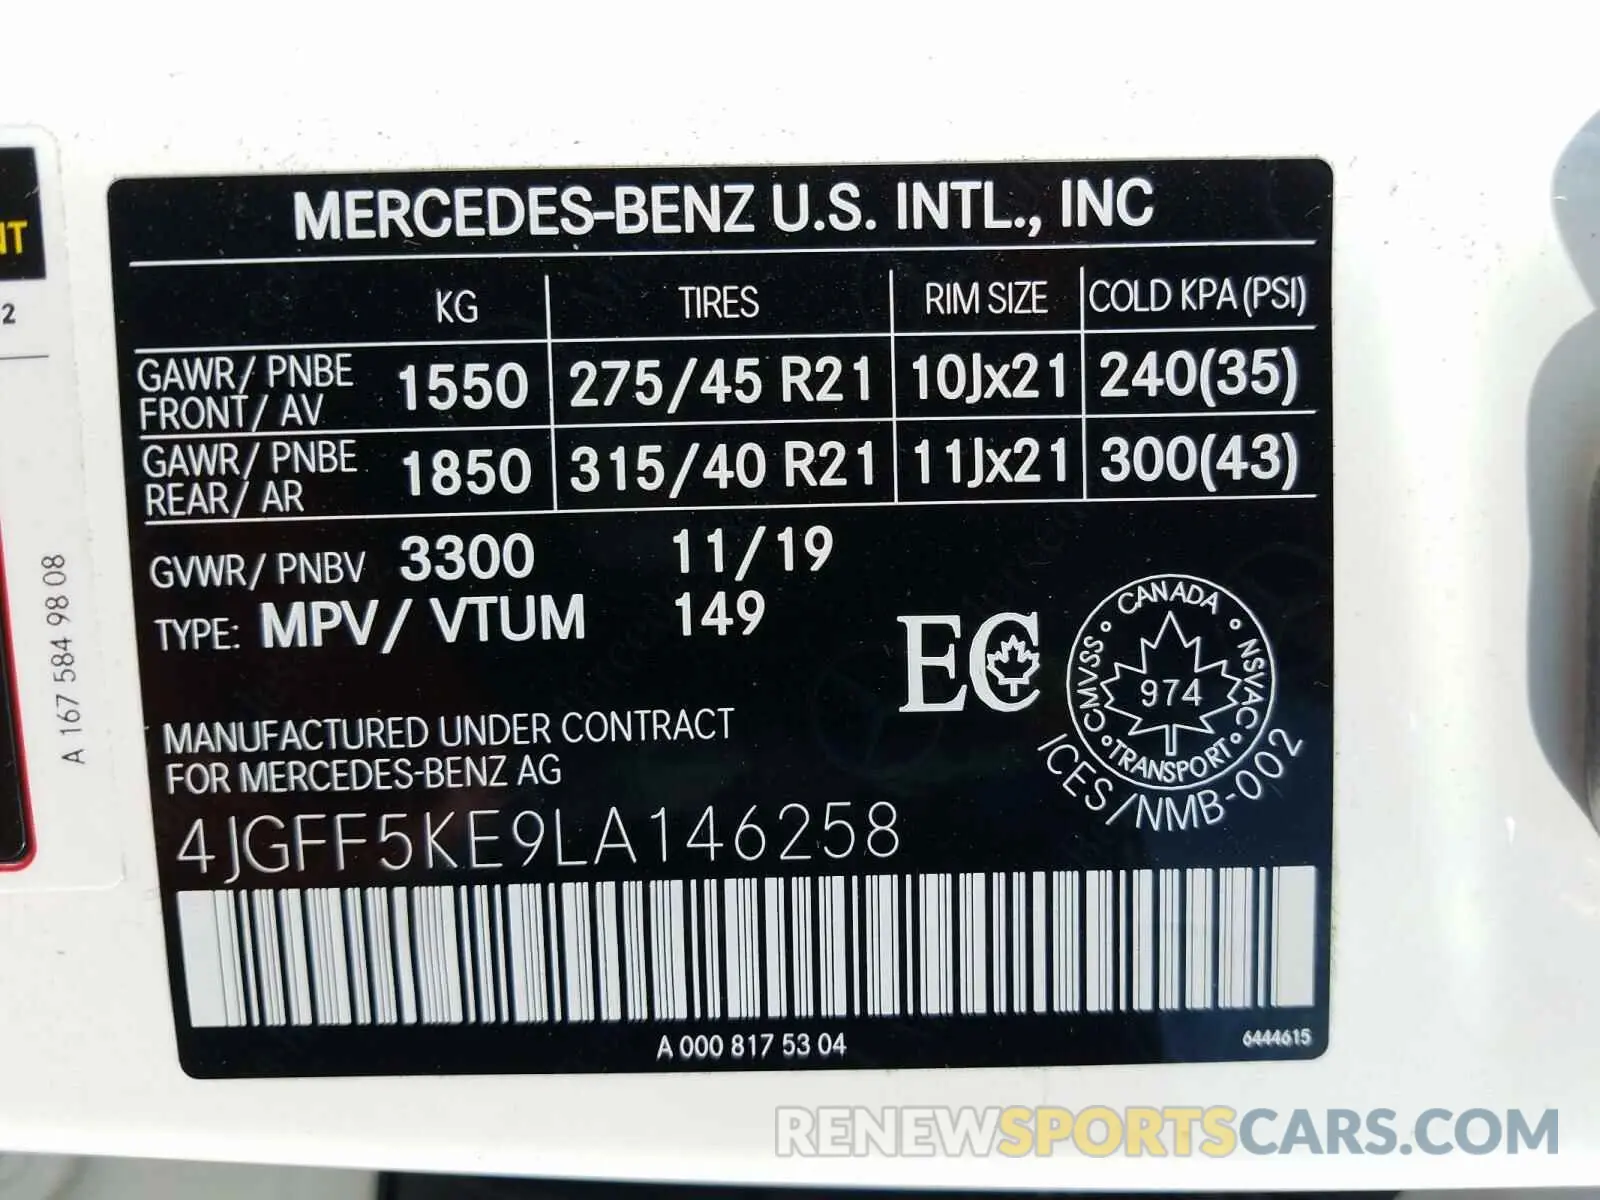 MERCEDES-BENZ U.S. INTL., INC
KG TIRES RIM SIZE COLD KPA (PSI)
GAWR/ PNBE
FRONT/ AV
1550 275/45 R21 10Jx21 240(35)
GAWR/ PNBE
REAR/ AR
1850 315/40 R21 11Jx21 300(43)
GVWR/ PNBV 3300 11/19
TYPE: MPV/ VTUM 149
EC
CANADA
CMVSS
NSVAC
974
TRANSPORT
ICES/NMB-002
MANUFACTURED UNDER CONTRACT
FOR MERCEDES-BENZ AG
4JGFF5KE9LA146258
A 000 817 53 04
6444615
NT
2
A 167 584 98 08
RENEWSPORTSCARS.COM